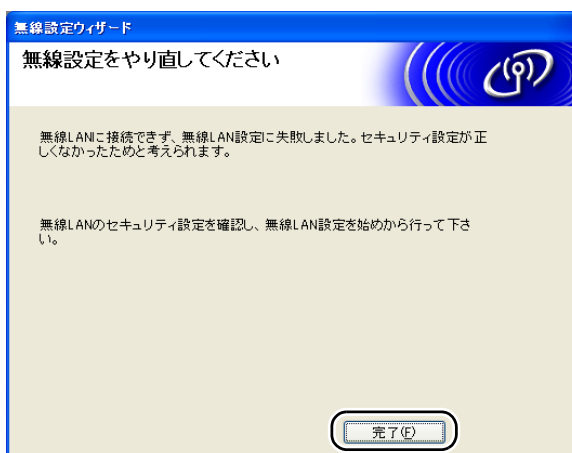 無線設定ウィザード
無線設定をやり直してください
無線LANに接続できず、無線LAN設定に失敗しました。セキュリティ設定が正
しくなかったためと考えられます。
無線LANのセキュリティ設定を確認し、無線LAN設定を始めから行って下さ
い。
完了(F)